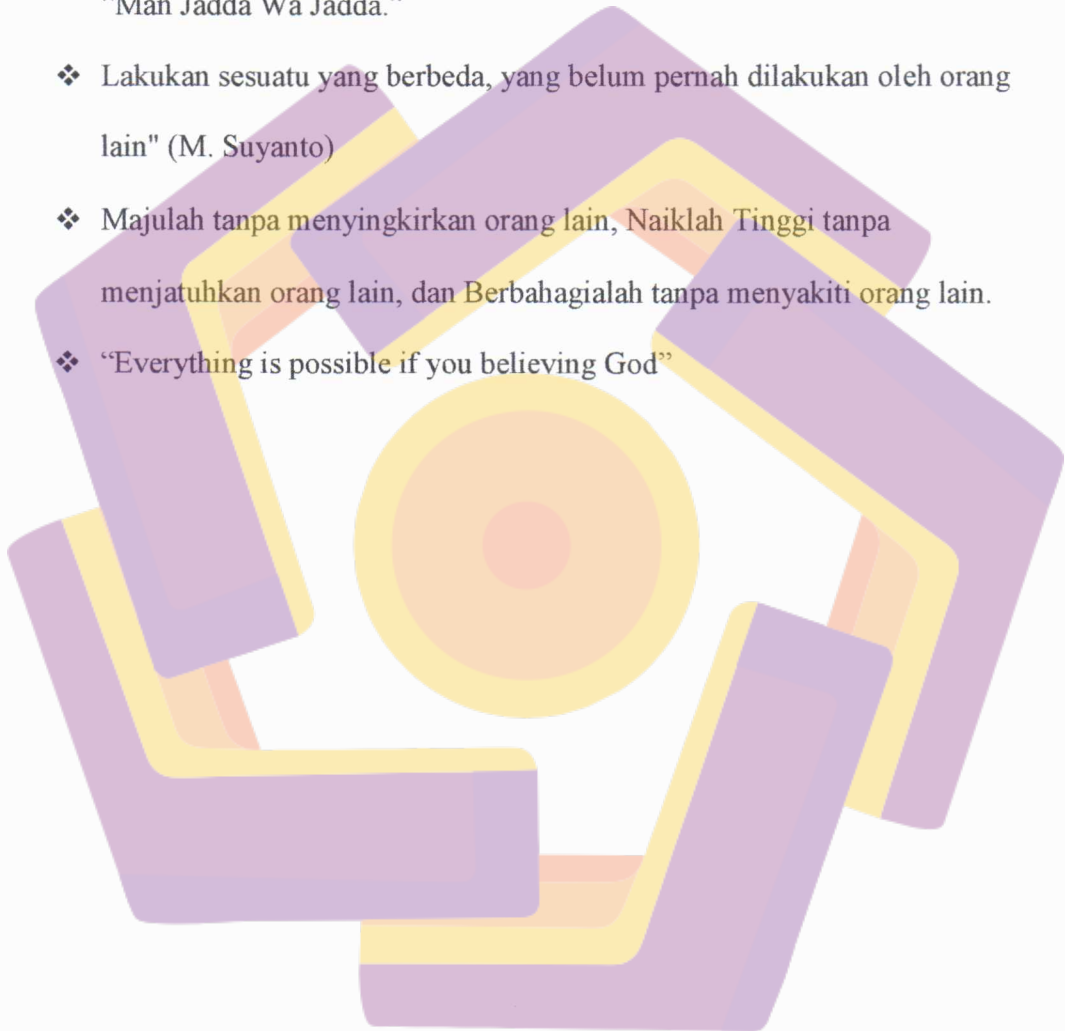 "Man Jadda Wa Jadda."
❖ Lakukan sesuatu yang berbeda, yang belum pernah dilakukan oleh orang
lain" (M. Suyanto)
❖ Majulah tanpa menyingkirkan orang lain, Naiklah Tinggi tanpa
menjatuhkan orang lain, dan Berbahagialah tanpa menyakiti orang lain.
❖ “Everything is possible if you believing God”